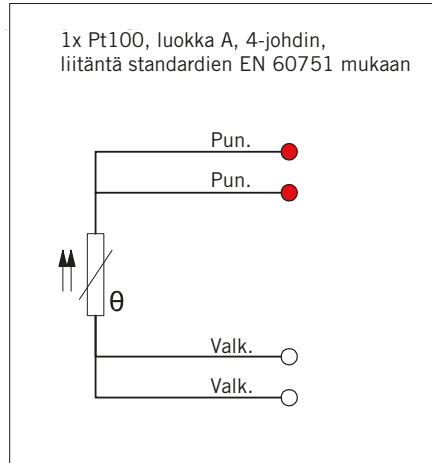 1x Pt100, luokka A, 4-johdin,
liitäntä standardien EN 60751 mukaan
Pun.
Pun.
θ
Valk.
Valk.